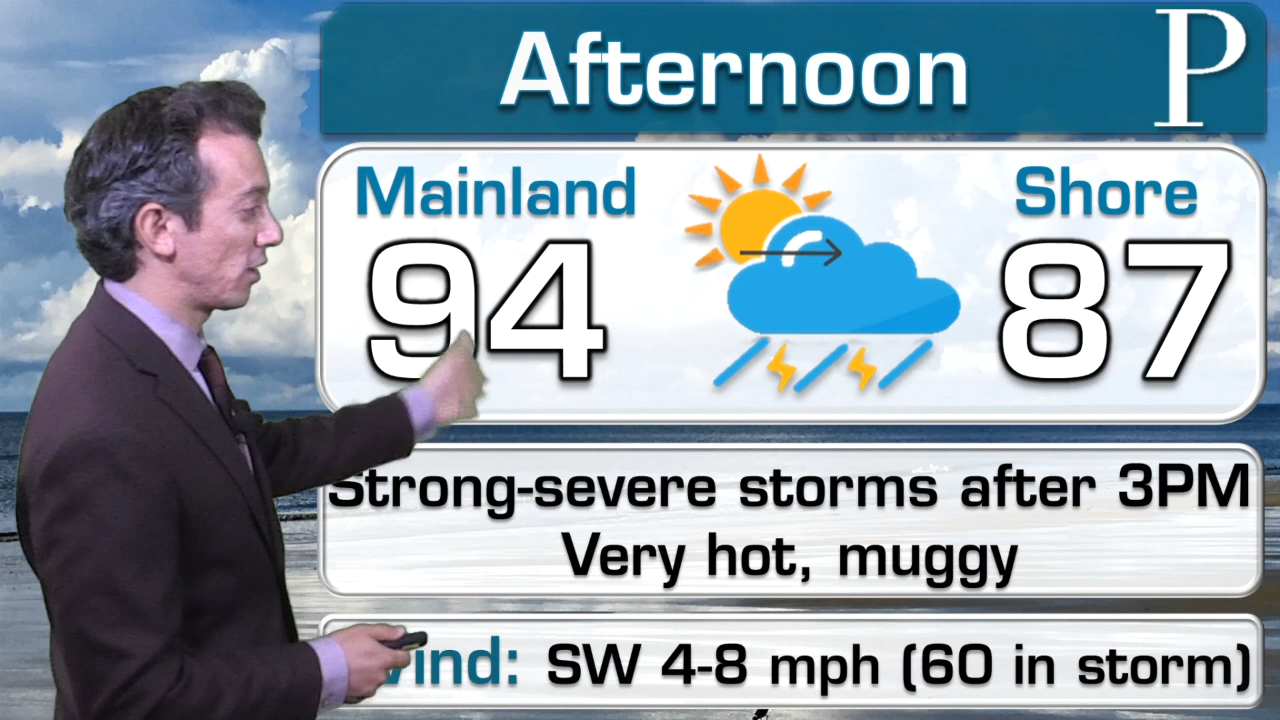 Afternoon
P
Mainland
Shore
94
87
Strong-severe storms after 3PM
Very hot, muggy
Wind: SW 4-8 mph (60 in storm)